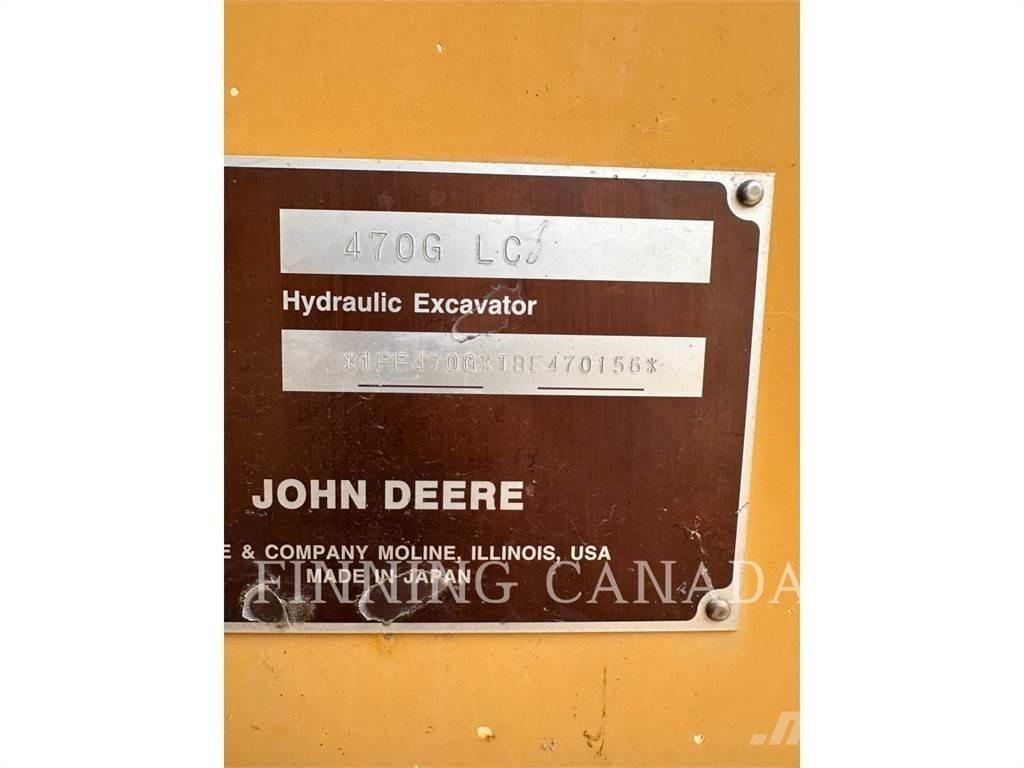 470G LC
Hydraulic Excavator
*1FF470GXTBE470156*
JOHN DEERE
E & COMPANY MOLINE, ILLINOIS, USA
MADE IN JAPAN
FINNING CANADA